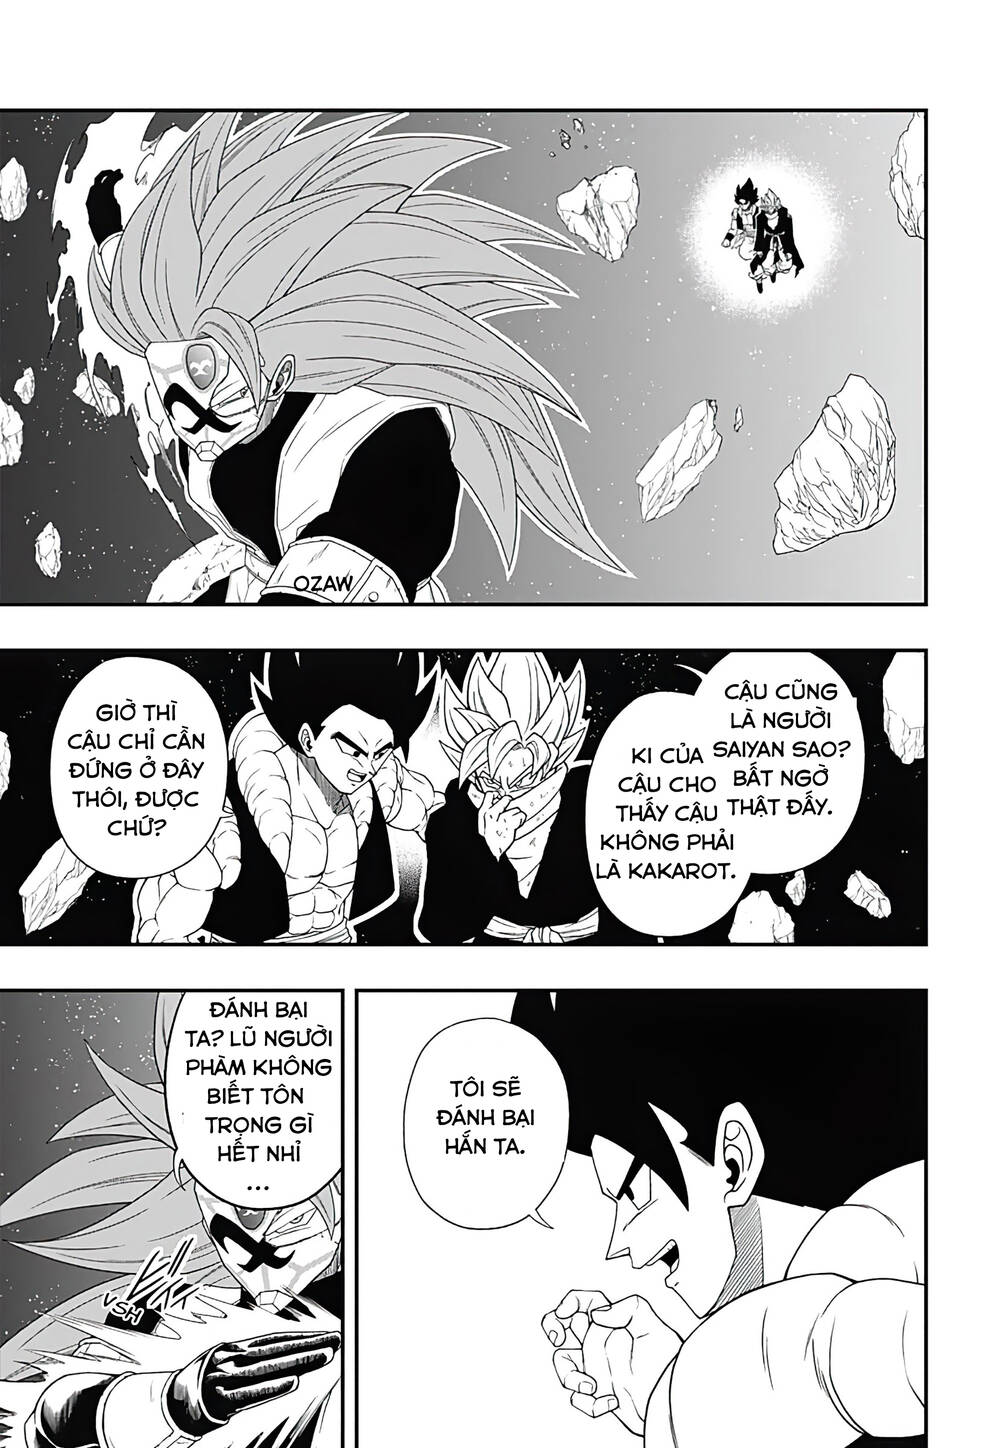 OZAW
CẬU CŨNG
LÀ NGƯỜI
SAIYAN SAO?
BẤT NGỜ
THẬT ĐẤY.
KI CỦA
CẬU CHO
THẤY CẬU
KHÔNG PHẢI
LÀ KAKAROT.
GIỜ THÌ
CẬU CHỈ CẦN
ĐỨNG Ở ĐÂY
THÔI, ĐƯỢC
CHỨ?
TÔI SẼ
ĐÁNH BẠI
HẮN TA.
ĐÁNH BẠI
TA? LŨ NGƯỜI
PHÀM KHÔNG
BIẾT TÔN
TRỌNG GÌ
HẾT NHỈ
...
VSH